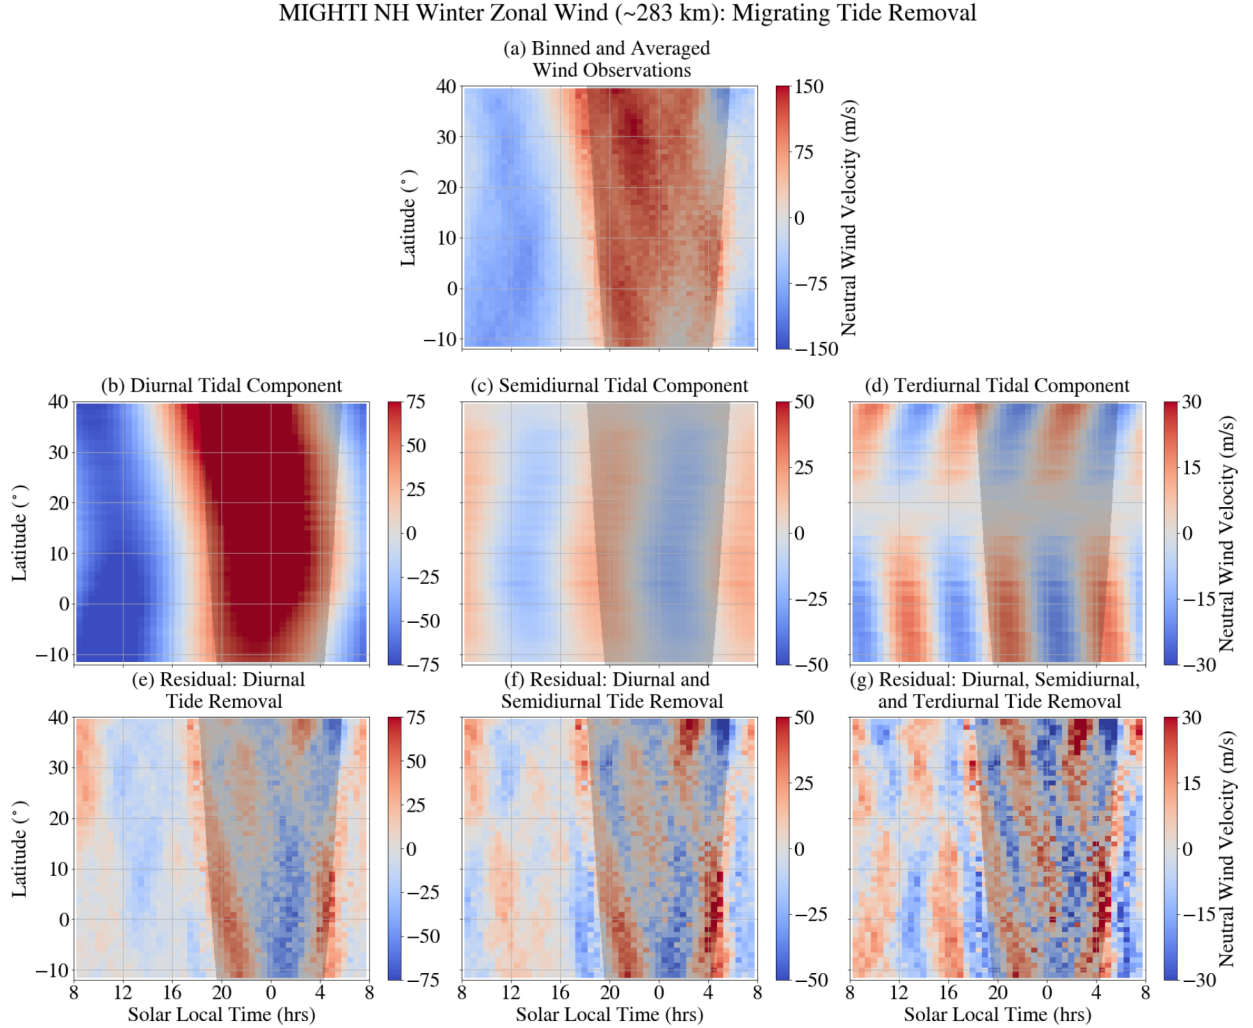 MIGHTI NH Winter Zonal Wind (~283 km): Migrating Tide Removal
(a) Binned and Averaged
Wind Observations
40
30
20
10
0
−10
Latitude (°)
150
75
0
−75
−150
Neutral Wind Velocity (m/s)
(b) Diurnal Tidal Component
40
30
20
10
0
−10
Latitude (°)
75
50
25
0
−25
−50
−75
(c) Semidiurnal Tidal Component
50
25
0
−25
−50
(d) Terdiurnal Tidal Component
30
15
0
−15
−30
Neutral Wind Velocity (m/s)
(e) Residual: Diurnal
Tide Removal
40
30
20
10
0
−10
Latitude (°)
8 12 16 20 0 4 8
Solar Local Time (hrs)
75
50
25
0
−25
−50
−75
(f) Residual: Diurnal and
Semidiurnal Tide Removal
8 12 16 20 0 4 8
Solar Local Time (hrs)
50
25
0
−25
−50
(g) Residual: Diurnal, Semidiurnal,
and Terdiurnal Tide Removal
8 12 16 20 0 4 8
Solar Local Time (hrs)
30
15
0
−15
−30
Neutral Wind Velocity (m/s)